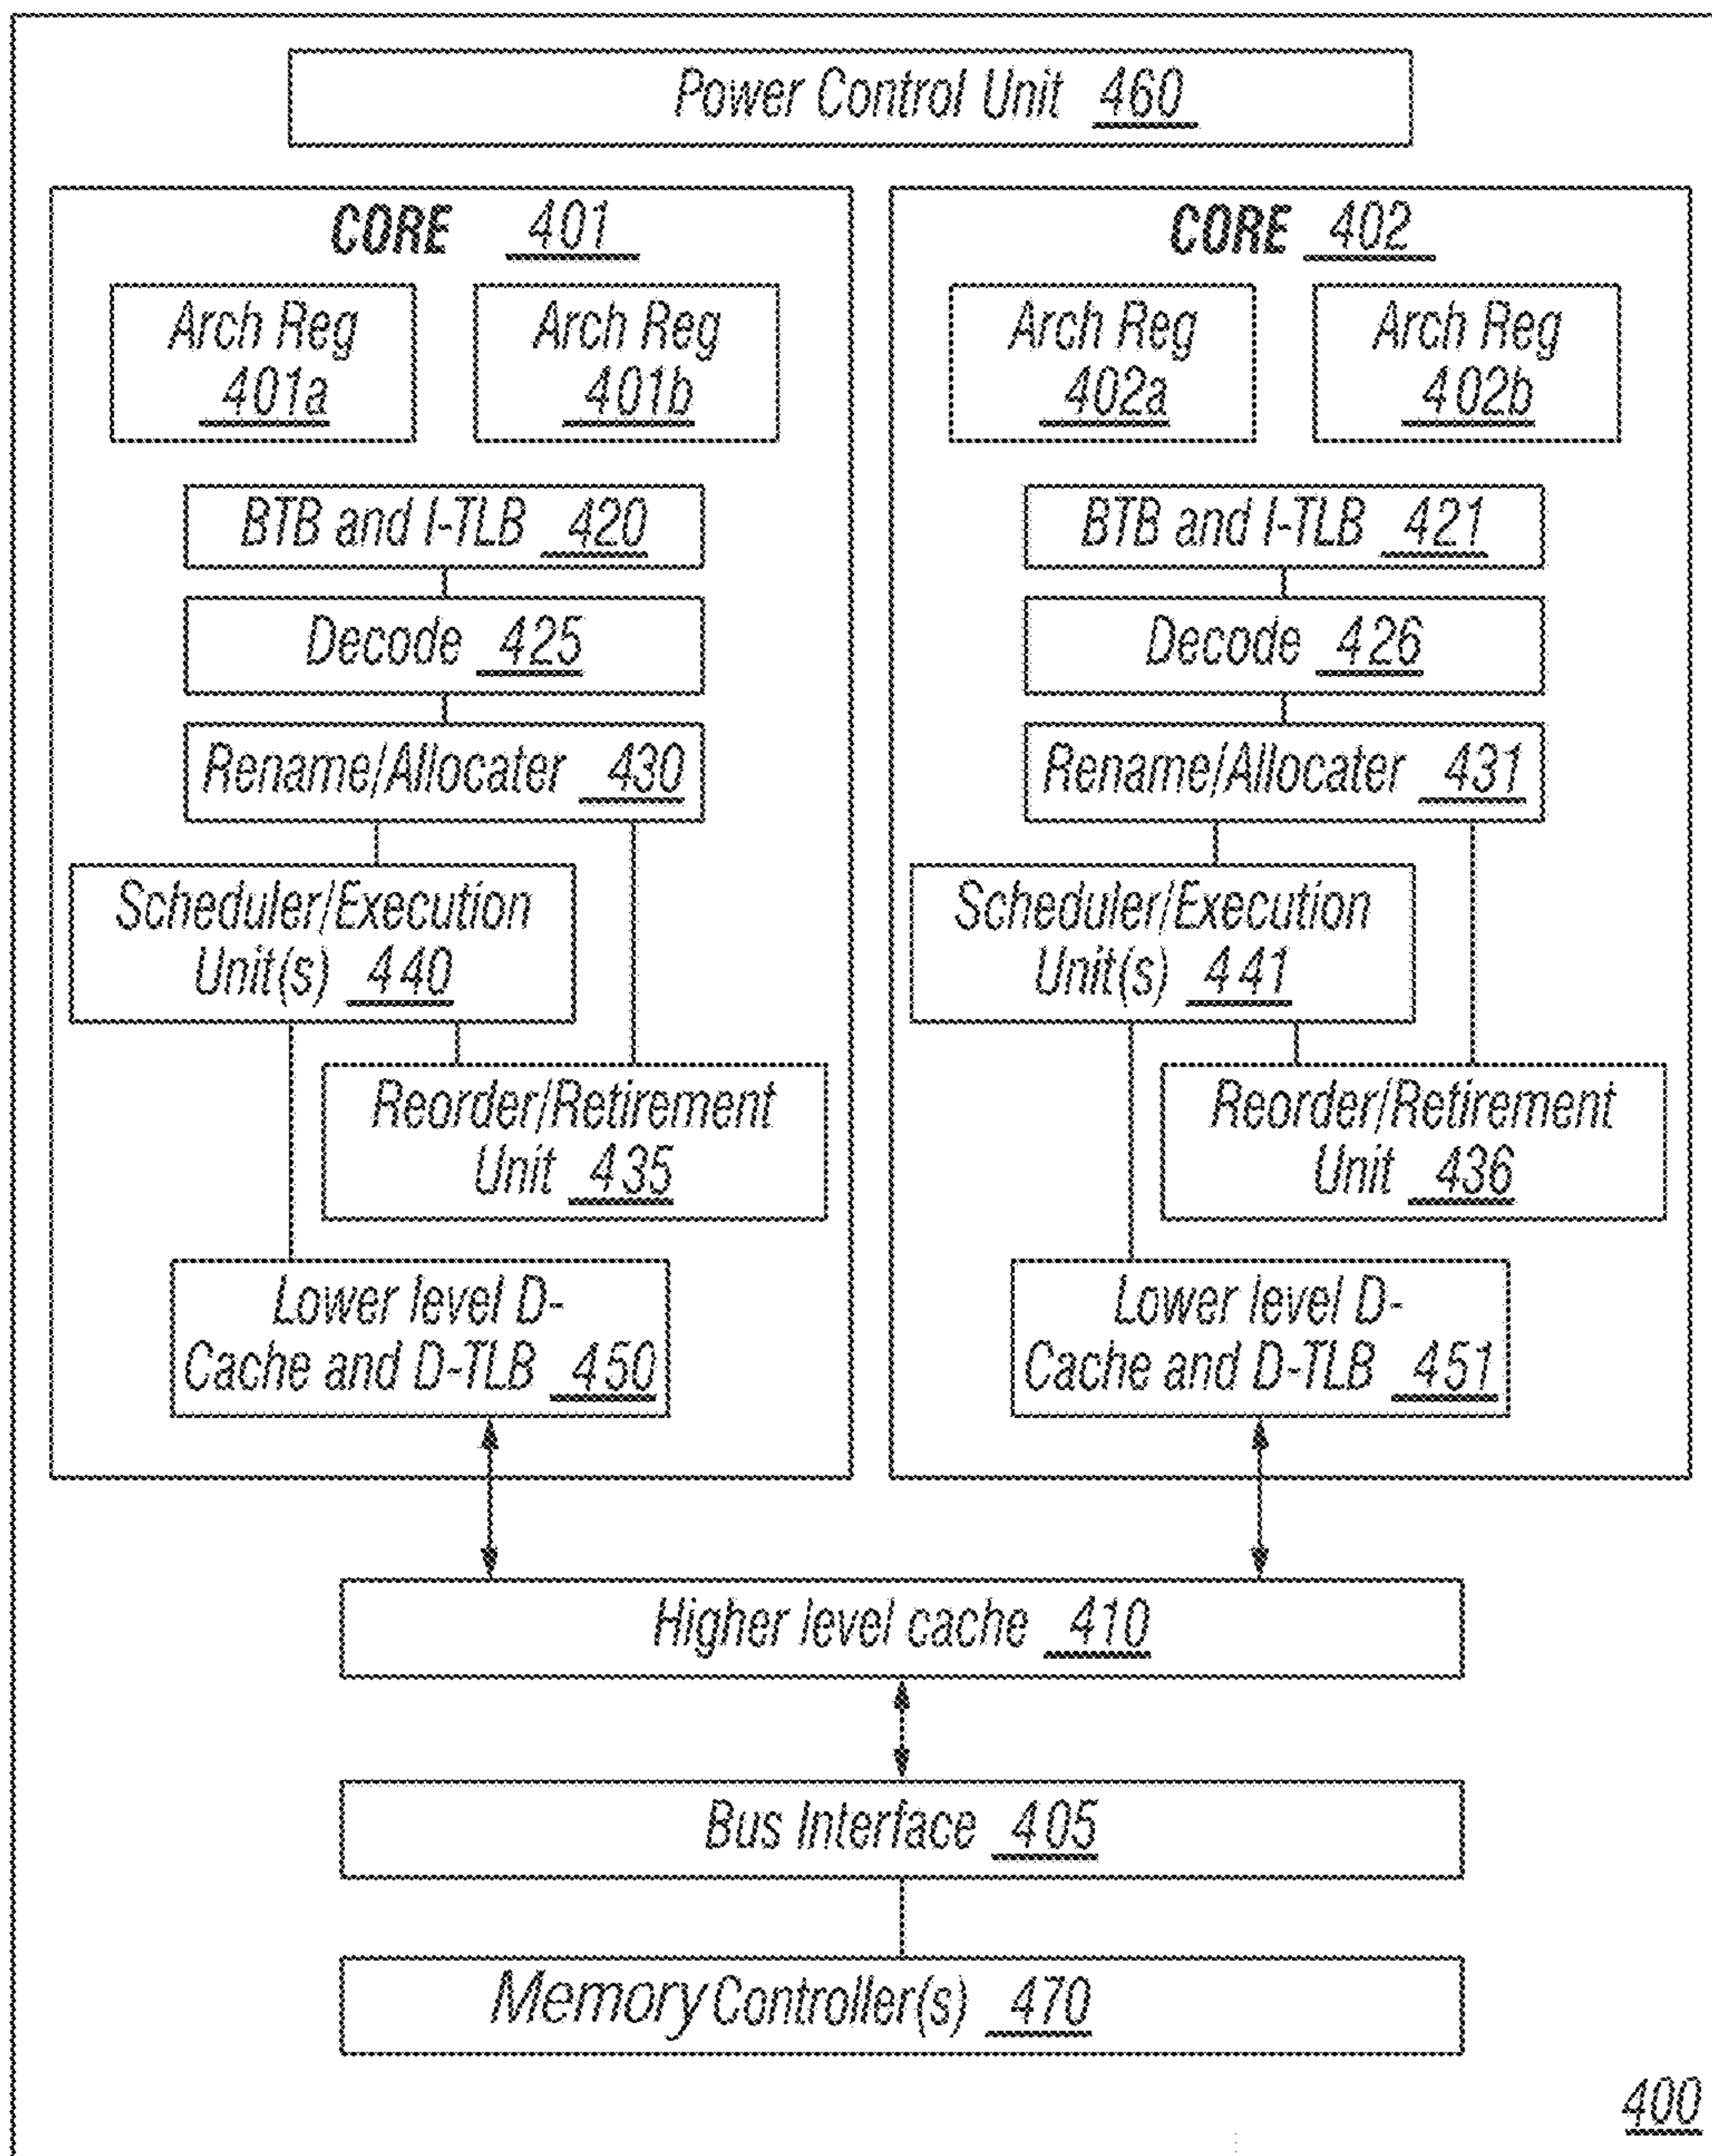 Power Control Unit 460
CORE 401
Arch Reg
401a
Arch Reg
401b
BTB and I-TLB 420
Decode 425
Rename/Allocater 430
Scheduler/Execution
Unit(s) 440
Reorder/Retirement
Unit 435
Lower level D-
Cache and D-TLB 450
CORE 402
Arch Reg
402a
Arch Reg
402b
BTB and I-TLB 421
Decode 426
Rename/Allocater 431
Scheduler/Execution
Unit(s) 441
Reorder/Retirement
Unit 436
Lower level D-
Cache and D-TLB 451
Higher level cache 410
Bus Interface 405
Memory Controller(s) 470
400